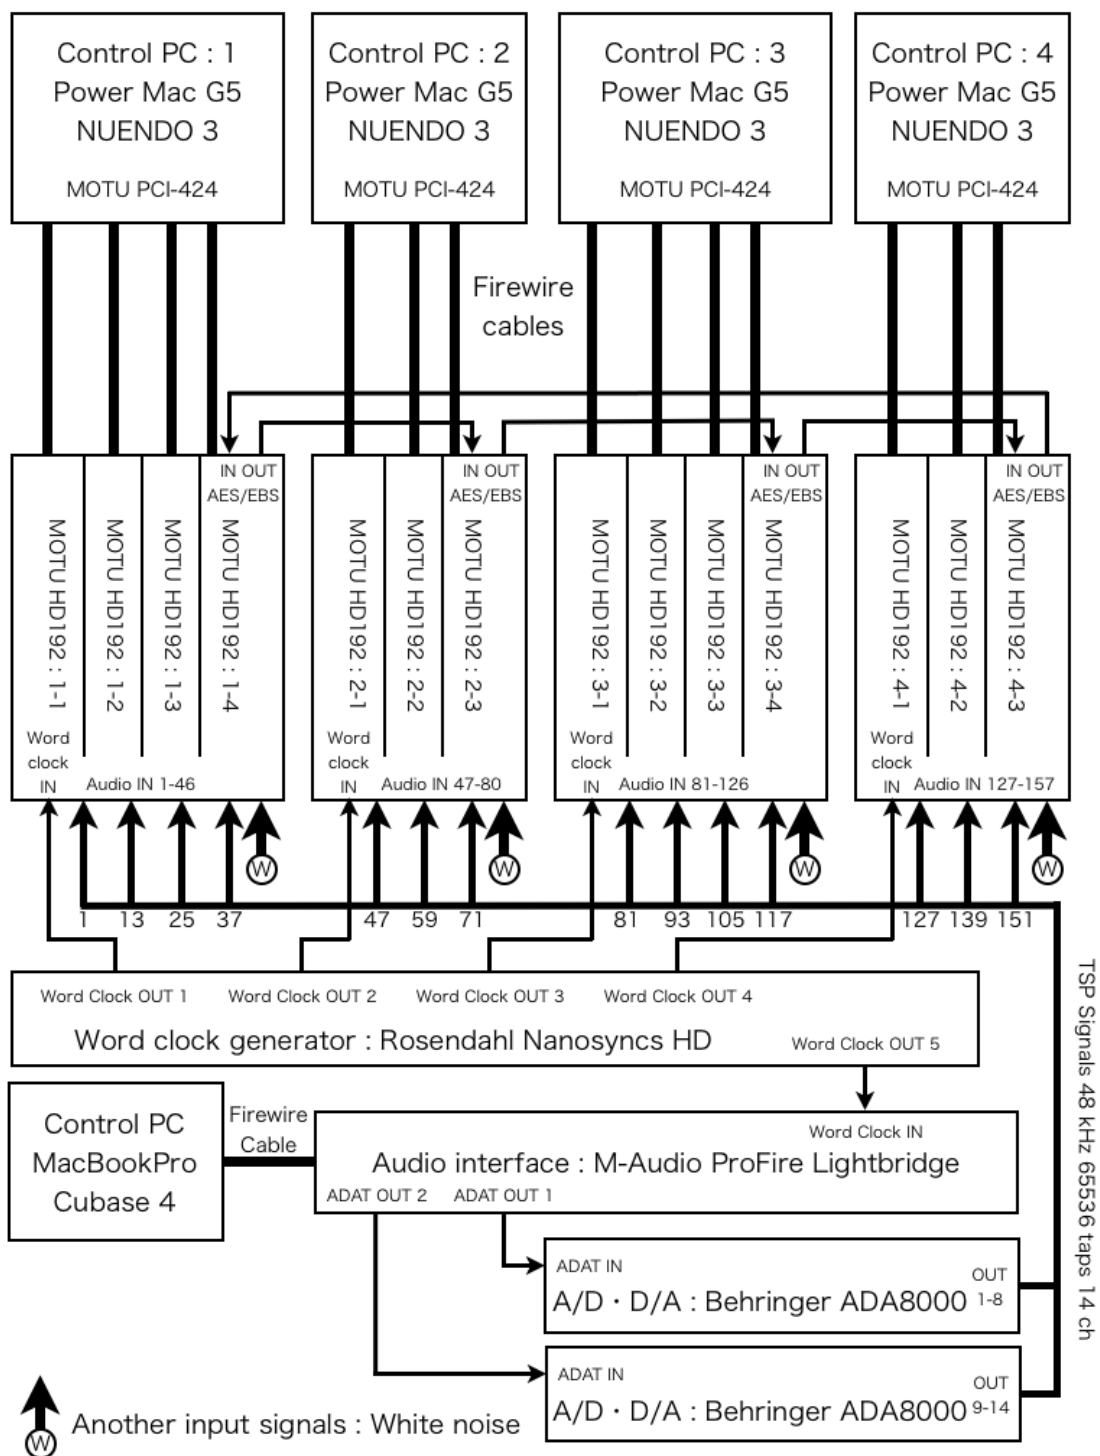 Control PC : 1
Power Mac G5
NUENDO 3
MOTU PCI-424
Control PC : 2
Power Mac G5
NUENDO 3
MOTU PCI-424
Control PC : 3
Power Mac G5
NUENDO 3
MOTU PCI-424
Control PC : 4
Power Mac G5
NUENDO 3
MOTU PCI-424
Firewire
cables
IN OUT
AES/EBS
MOTU HD192 : 1-1
MOTU HD192 : 1-2
MOTU HD192 : 1-3
MOTU HD192 : 1-4
Word
clock
IN
Audio IN 1-46
IN OUT
AES/EBS
MOTU HD192 : 2-1
MOTU HD192 : 2-2
MOTU HD192 : 2-3
Word
clock
IN
Audio IN 47-80
IN OUT
AES/EBS
MOTU HD192 : 3-1
MOTU HD192 : 3-2
MOTU HD192 : 3-3
MOTU HD192 : 3-4
Word
clock
IN
Audio IN 81-126
IN OUT
AES/EBS
MOTU HD192 : 4-1
MOTU HD192 : 4-2
MOTU HD192 : 4-3
Word
clock
IN
Audio IN 127-157
W
W
W
W
1 13 25 37
47 59 71
81 93 105 117
127 139 151
Word Clock OUT 1
Word Clock OUT 2
Word Clock OUT 3
Word Clock OUT 4
Word clock generator : Rosendahl Nanosyncs HD
Word Clock OUT 5
TSP Signals 48 kHz 65536 taps 14 ch
Control PC
MacBookPro
Cubase 4
Firewire
Cable
Word Clock IN
Audio interface : M-Audio ProFire Lightbridge
ADAT OUT 2
ADAT OUT 1
ADAT IN
A/D・D/A : Behringer ADA8000
OUT
1-8
ADAT IN
A/D・D/A : Behringer ADA8000
OUT
9-14
W
Another input signals : White noise